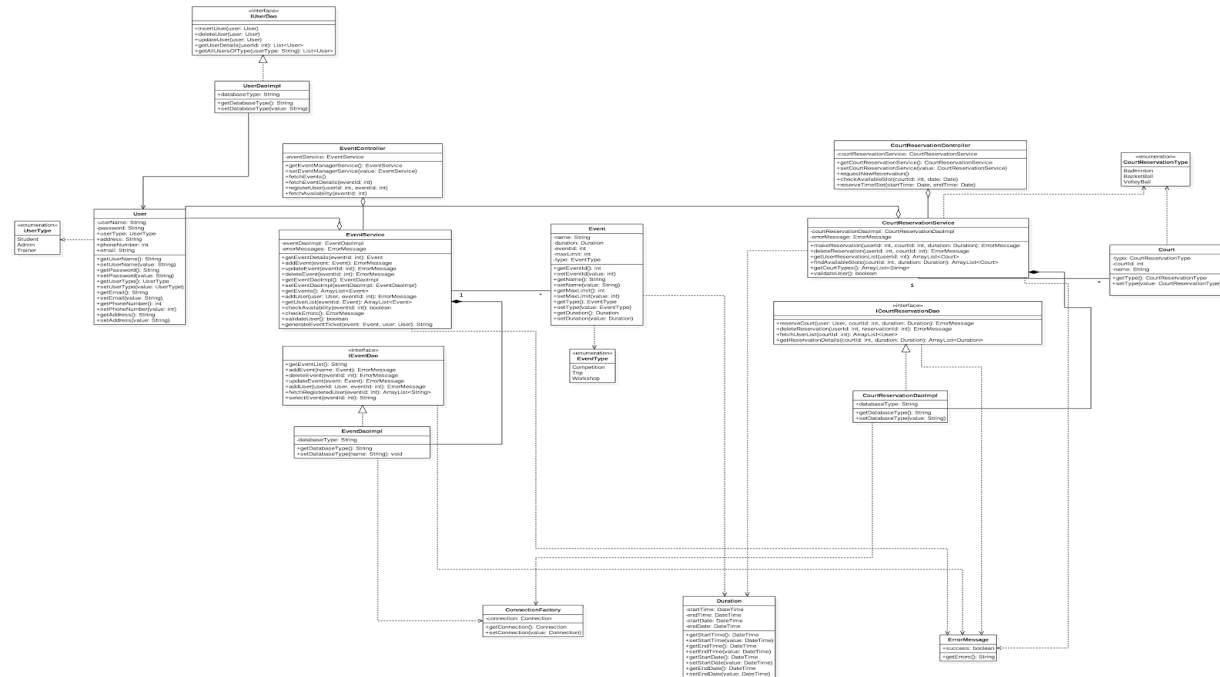 «interface»
IUserDao
+insertUser(user: User)
+deleteUser(user: User)
+updateUser(user: User)
+getUserDetails(userId: int): List<User>
+getAllUsersOfType(userType: String): List<User>
UserDaoImpl
+databaseType: String
+getDatabaseType(): String
+setDatabaseType(value: String)
EventController
-eventService: EventService
+getEventManagerService(): EventService
+setEventManagerService(value: EventService)
+fetchEvents()
+fetchEventDetails(eventId: int)
+registerUser(userId: int, eventId: int)
+fetchAvailability(eventId: int)
CourtReservationController
-courtReservationService: CourtReservationService
+getCourtReservationService(): CourtReservationService
+setCourtReservationService(value: CourtReservationService)
+requestNewReservation()
+checkAvailableSlot(courtId: int, date: Date)
+reserveTimeSlot(startTime: Date, endTime: Date)
«enumeration»
CourtReservationType
Badminton
BasketBall
VolleyBall
«enumeration»
UserType
Student
Admin
Trainer
User
-userName: String
-password: String
+userType: UserType
+address: String
+phoneNumber: int
+email: String
+getUserName(): String
+setUserName(value: String)
+getPassword(): String
+setPassword(value: String)
+getUserType(): UserType
+setUserType(value: UserType)
+getEmail(): String
+setEmail(value: String)
+getPhoneNumber(): int
+setPhoneNumber(value: int)
+getAddress(): String
+setAddress(value: String)
EventService
-eventDaoImpl: EventDaoImpl
-errorMessages: ErrorMessage
+getEventDetails(eventId: int): Event
+addEvent(event: Event): ErrorMessage
+updateEvent(event: int): ErrorMessage
+deleteEvent(eventId: int): ErrorMessage
+getEventDaoImpl(): EventDaoImpl
+setEventDaoImpl(eventDaoImpl: EventDaoImpl)
+getEvents(): ArrayList<Event>
+addUser(user: User, eventId: int): ErrorMessage
+getUseList(eventId: Event): ArrayList<Event>
+checkAvailability(eventId: int): boolean
+checkErrors(): ErrorMessage
+validateUser(): boolean
+generateEventTicket(event: Event, user: User): String
1
*
Event
-name: String
-duration: Duration
-eventId: int
-maxLimit: int
-type: EventType
+getEventId(): int
+setEventId(value: int)
+getName(): String
+setName(value: String)
+getMaxLimit(): int
+setMaxLimit(value: int)
+getType(): EventType
+setType(value: EventType)
+getDuration(): Duration
+setDuration(value: Duration)
«enumeration»
EventType
Competition
Trip
Workshop
CourtReservationService
-courtReservationDaoImpl: CourtReservationDaoImpl
-errorMessage: ErrorMessage
+makeReservation(userId: int, courtId: int, duration: Duration): ErrorMessage
+deleteReservation(userId: int, courtId: int): ErrorMessage
+getUserReservationList(userId: int): ArrayList<Court>
+findAvailableSlots(courtId: int, duration: Duration): ArrayList<Court>
+getCourtTypes(): ArrayList<String>
+validateUser(): boolean
1
*
Court
-type: CourtReservationType
-courtId: int
-name: String
+getType(): CourtReservationType
+setType(value: CourtReservationType)
«interface»
ICourtReservationDao
+reserveCourt(user: User, courtId: int, duration: Duration): ErrorMessage
+deleteReservation(userId: int, reservationId: int): ErrorMessage
+fetchUserList(courtId: int): ArrayList<User>
+getReservationDetails(courtId: int, duration: Duration): ArrayList<Duration>
CourtReservationDaoImpl
+databaseType: String
+getDatabaseType(): String
+setDatabaseType(value: String)
«interface»
IEventDao
+getEventList(): String
+addEvent(name: Event): ErrorMessage
+deleteEvent(eventId: int): ErrorMessage
+updateEvent(event: Event): ErrorMessage
+addUser(userId: User, eventId: int): ErrorMessage
+fetchRegisteredUser(eventId: int): ArrayList<String>
+selectEvent(eventId: int): String
EventDaoImpl
-databaseType: String
+getDatabaseType(): String
+setDatabaseType(name: String): void
ConnectionFactory
-connection: Connection
+getConnection(): Connection
+setConnection(value: Connection)
Duration
-startTime: DateTime
-endTime: DateTime
-startDate: DateTime
-endDate: DateTime
+getStartTime(): DateTime
+setStartTime(value: DateTime)
+getEndTime(): DateTime
+setEndTime(value: DateTime)
+getStartDate(): DateTime
+setStartDate(value: DateTime)
+getEndDate(): DateTime
+setEndDate(value: DateTime)
ErrorMessage
+success: boolean
+getErrors(): String